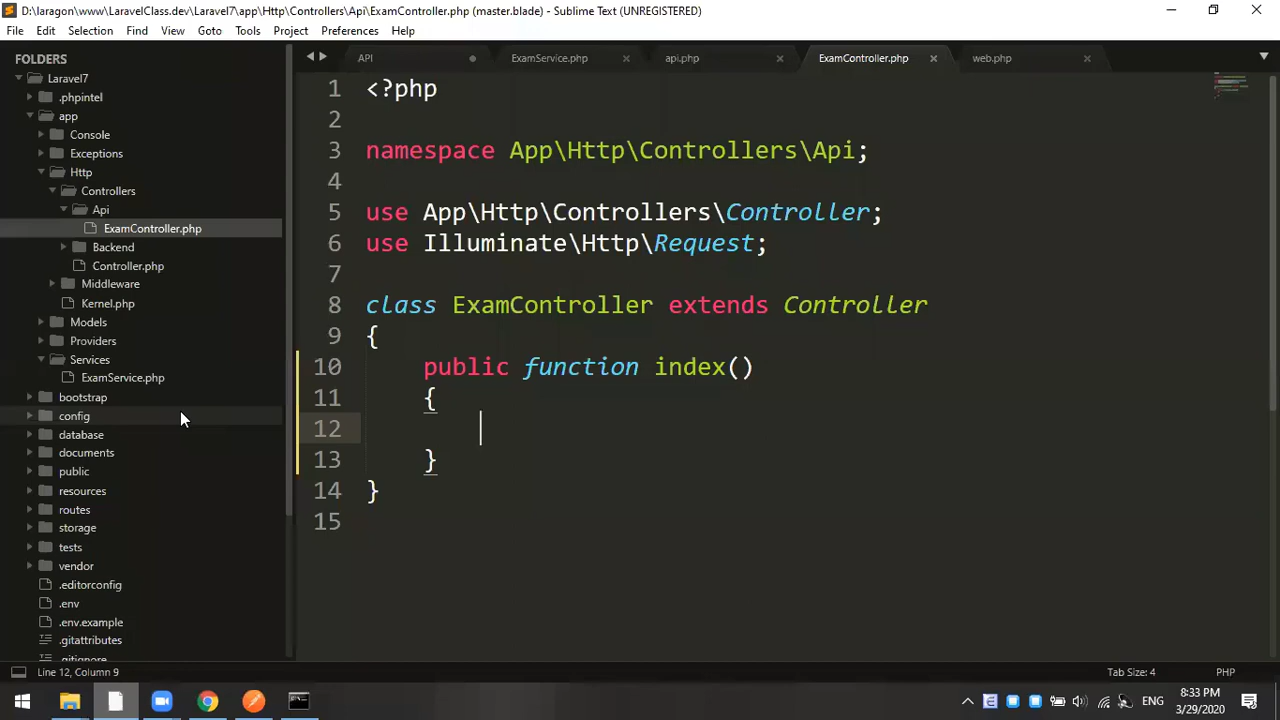 D:\laragon\www\LaravelClass.dev\Laravel7\app\Http\Controllers\Api\ExamController.php (master.blade) - Sublime Text (UNREGISTERED)
File Edit Selection Find View Goto Tools Project Preferences Help
FOLDERS
Laravel7
.phpintel
app
Console
Exceptions
Http
Controllers
Api
ExamController.php
Backend
Controller.php
Middleware
Kernel.php
Models
Providers
Services
ExamService.php
bootstrap
config
database
documents
public
resources
routes
storage
tests
vendor
.editorconfig
.env
.env.example
.gitattributes
.gitignore
API ExamService.php api.php ExamController.php web.php
1 <?php
2
3 namespace App\Http\Controllers\Api;
4
5 use App\Http\Controllers\Controller;
6 use Illuminate\Http\Request;
7
8 class ExamController extends Controller
9 {
10 public function index()
11 {
12
13 }
14 }
15
Line 12, Column 9 Tab Size: 4 PHP
ENG 8:33 PM
3/29/2020